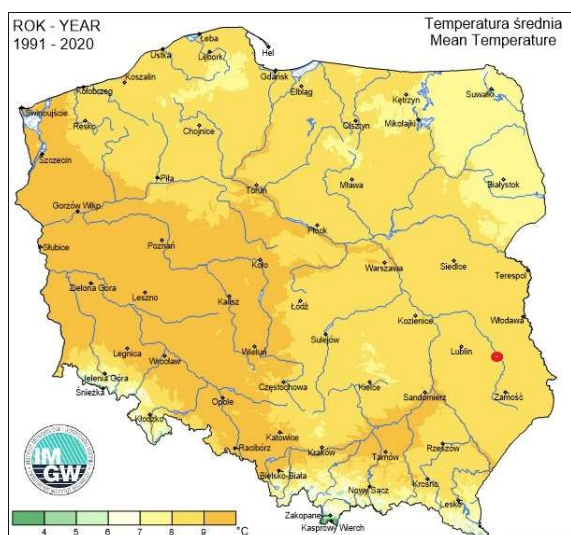 ROK - YEAR
1991 - 2020
Temperatura średnia
Mean Temperature
Łeba
Hel
Ustka
Lębork
Gdańsk
Koszalin
Kołobrzeg
Elbląg
Kętrzyn
Suwałki
Świnoujście
Resko
Chojnice
Olsztyn
Mikołajki
Szczecin
Piła
Toruń
Mława
Białystok
Gorzów Wlkp
Płock
Słubice
Poznań
Koło
Warszawa
Siedlce
Terespol
Zielona Góra
Leszno
Kalisz
Łódź
Kozienice
Włodawa
Sulejów
Legnica
Wrocław
Wieluń
Lublin
Jelenia Góra
Śnieżka
Częstochowa
Kielce
Sandomierz
Zamość
Kłodzko
Opole
Racibórz
Katowice
Kraków
Tarnów
Rzeszów
Bielsko-Biała
Nowy Sącz
Krosno
Lesko
Zakopane
Kasprowy Wierch
IM
GW
4 5 6 7 8 9 °C